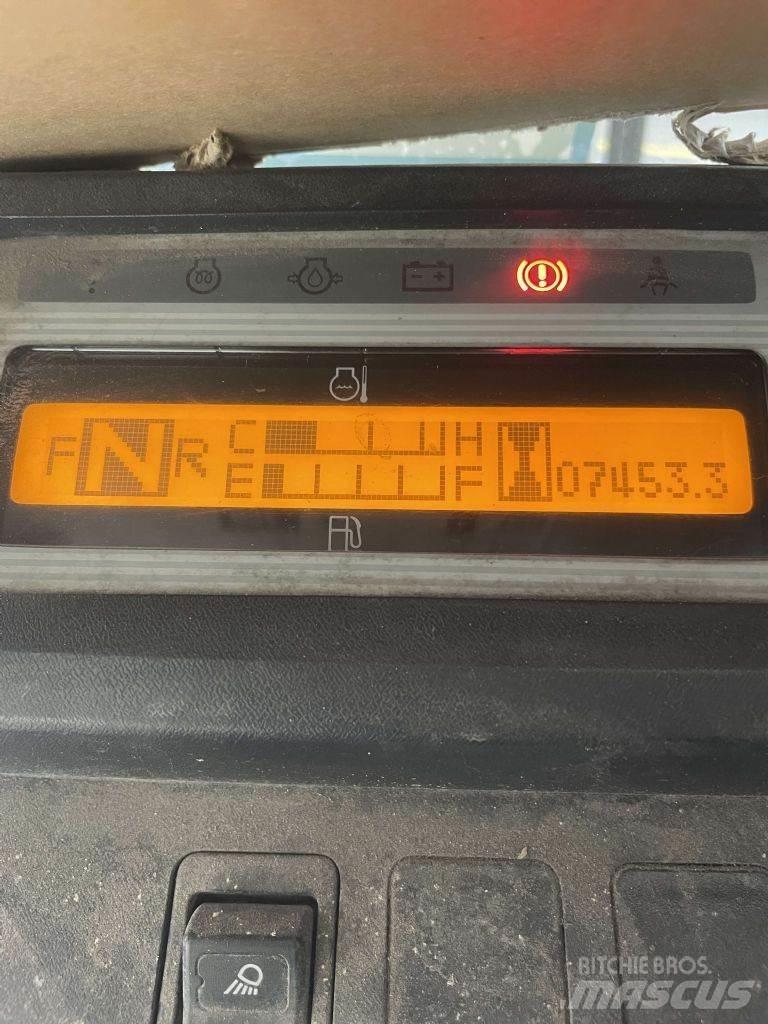 F N R C H
E F 07453.3
RITCHIE BROS.
MASCUS